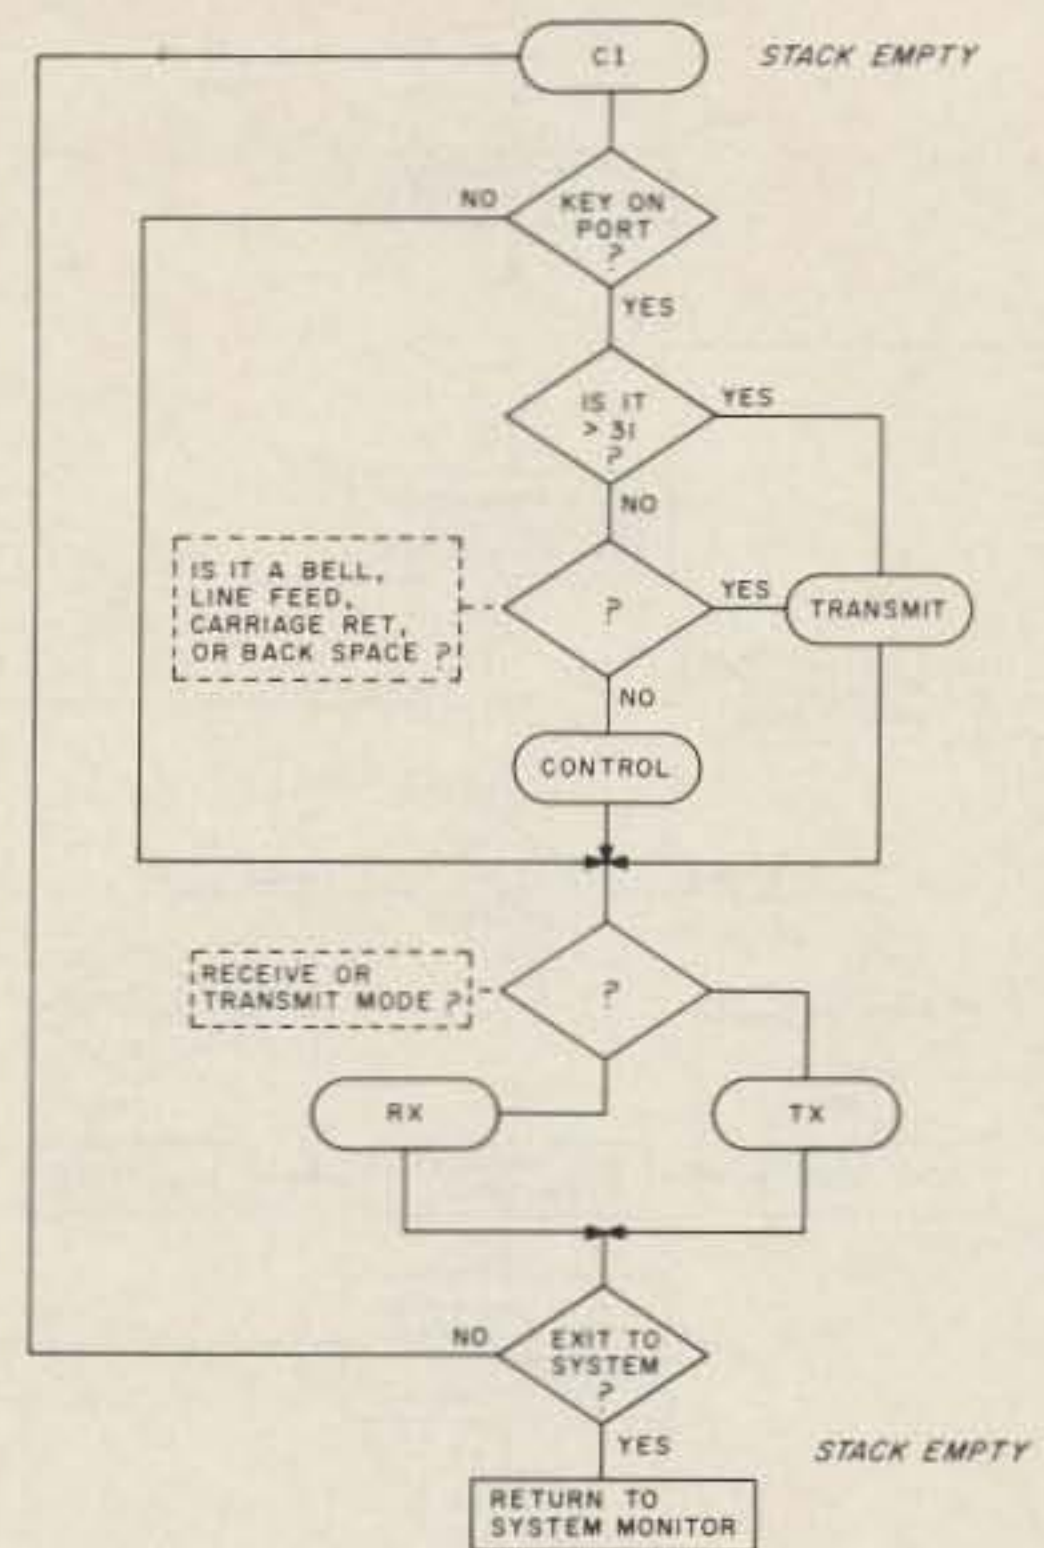 C1
STACK EMPTY
NO
KEY ON
PORT
?
YES
IS IT
> 31
?
YES
NO
IS IT A BELL,
LINE FEED,
CARRIAGE RET,
OR BACK SPACE ?
?
YES
TRANSMIT
NO
CONTROL
RECEIVE OR
TRANSMIT MODE ?
?
RX
TX
NO
EXIT TO
SYSTEM
?
YES
STACK EMPTY
RETURN TO
SYSTEM MONITOR